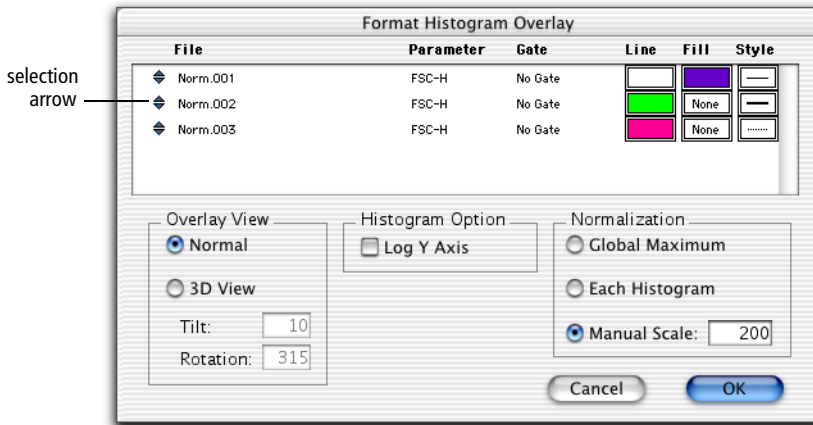 Format Histogram Overlay
File Parameter Gate Line Fill Style
selection
arrow
Norm.001 FSC-H No Gate
Norm.002 FSC-H No Gate None
Norm.003 FSC-H No Gate None
Overlay View
Normal
3D View
Tilt: 10
Rotation: 315
Histogram Option
Log Y Axis
Normalization
Global Maximum
Each Histogram
Manual Scale: 200
Cancel OK